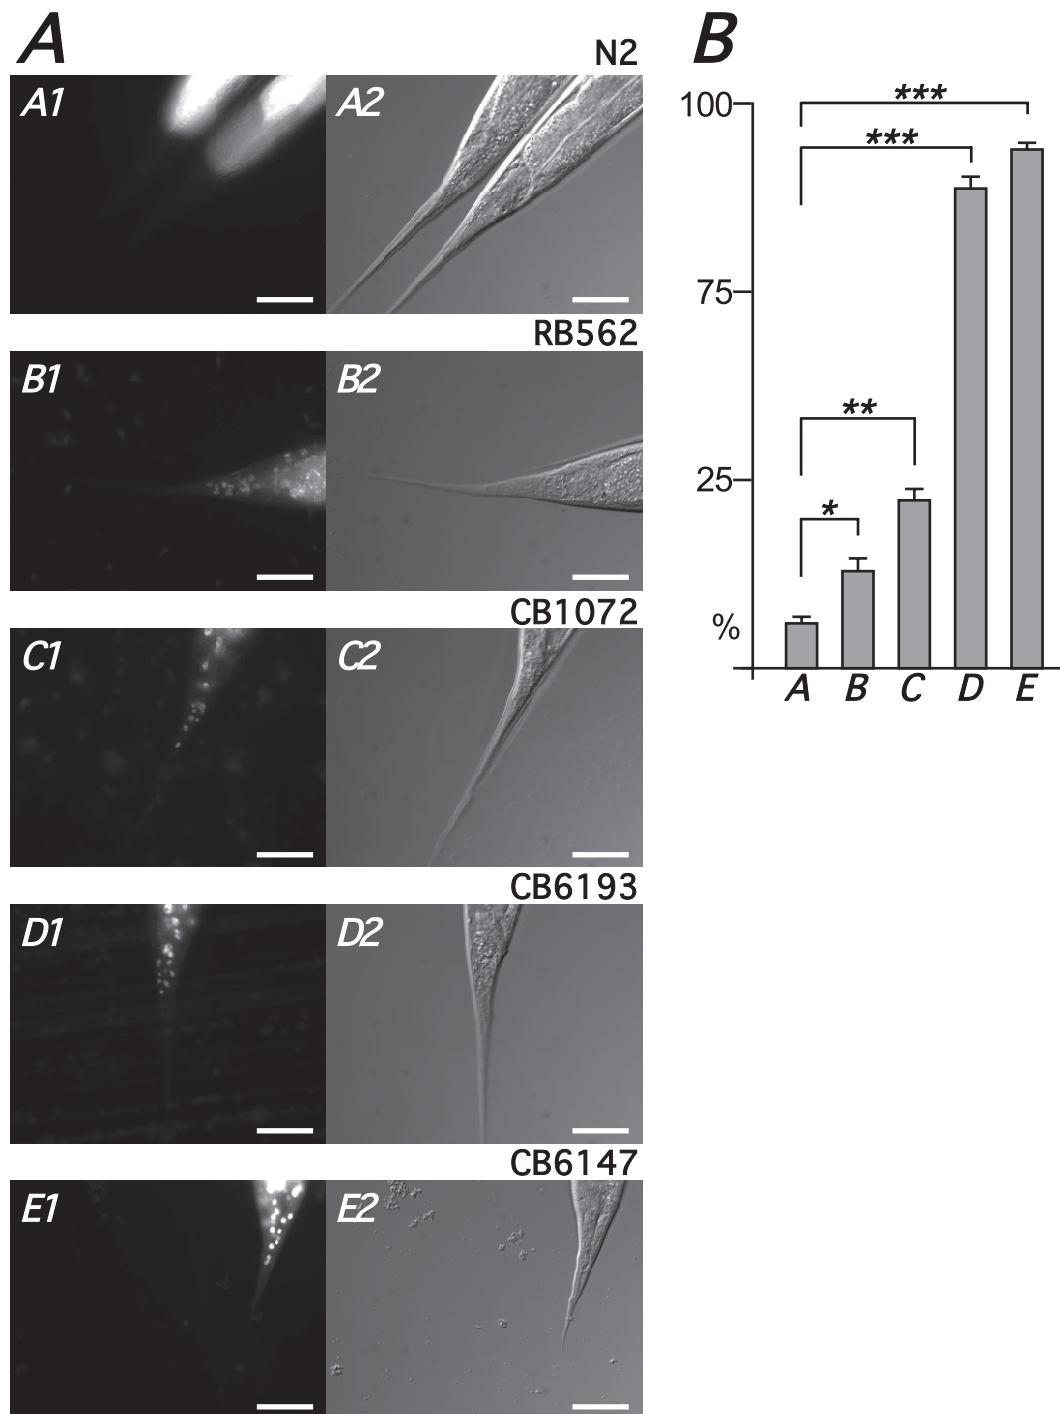 A
N2
A1
A2
RB562
B1
B2
CB1072
C1
C2
CB6193
D1
D2
CB6147
E1
E2
B
100
***
***
75
**
25
*
%
A B C D E